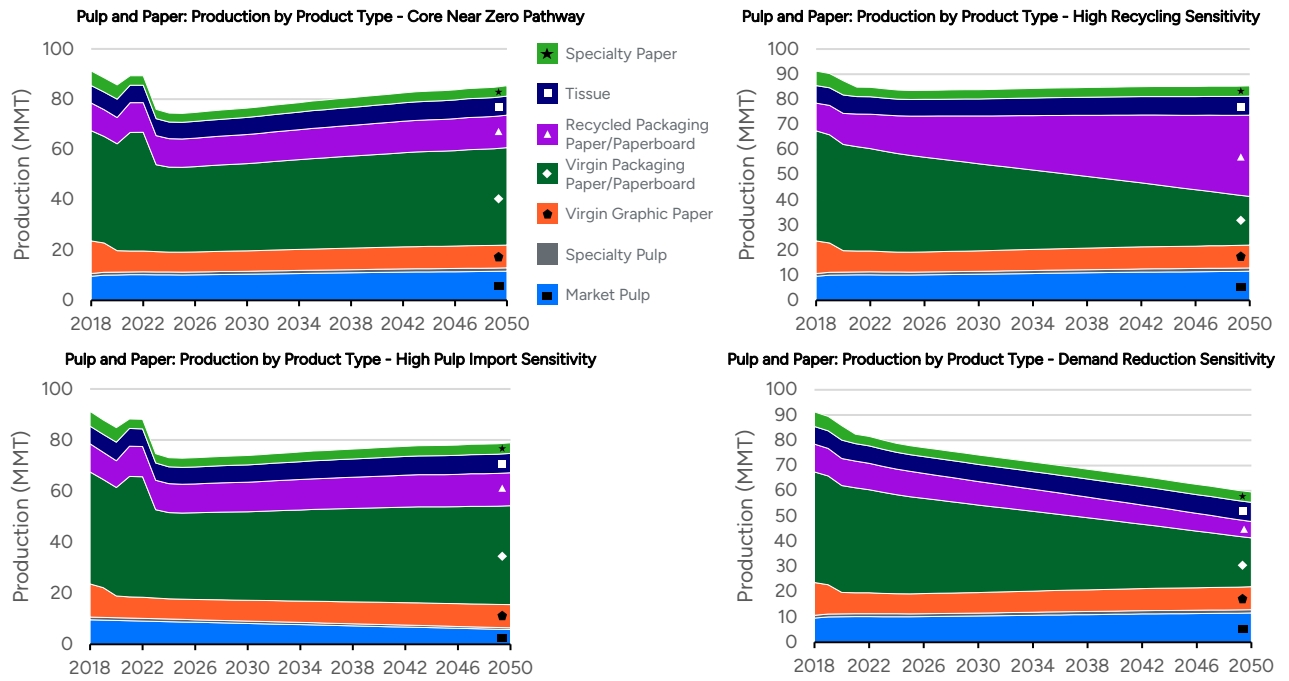 Pulp and Paper: Production by Product Type - Core Near Zero Pathway
Production (MMT)
100
80
60
40
20
0
2018 2022 2026 2030 2034 2038 2042 2046 2050
Specialty Paper
Tissue
Recycled Packaging
Paper/Paperboard
Virgin Packaging
Paper/Paperboard
Virgin Graphic Paper
Specialty Pulp
Market Pulp
Pulp and Paper: Production by Product Type - High Recycling Sensitivity
Production (MMT)
100
90
80
70
60
50
40
30
20
10
0
2018 2022 2026 2030 2034 2038 2042 2046 2050
Pulp and Paper: Production by Product Type - High Pulp Import Sensitivity
Production (MMT)
100
80
60
40
20
0
2018 2022 2026 2030 2034 2038 2042 2046 2050
Pulp and Paper: Production by Product Type - Demand Reduction Sensitivity
Production (MMT)
100
90
80
70
60
50
40
30
20
10
0
2018 2022 2026 2030 2034 2038 2042 2046 2050